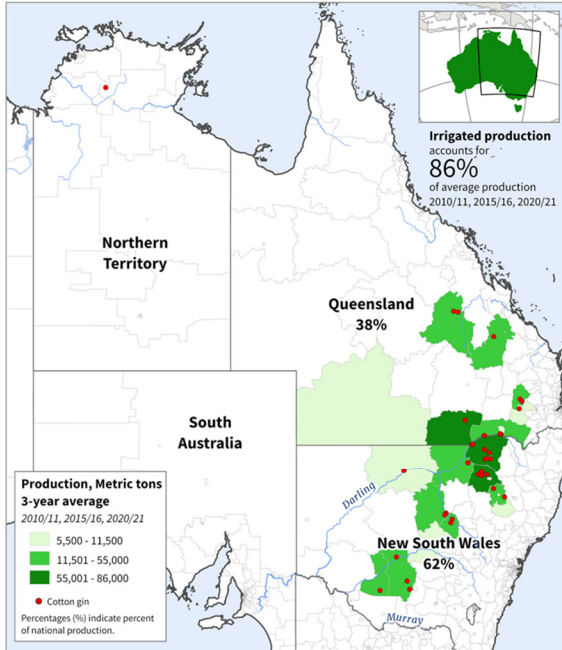 Irrigated production
accounts for
86%
of average production
2010/11, 2015/16, 2020/21
Northern
Territory
Queensland
38%
South
Australia
Production, Metric tons
3-year average
2010/11, 2015/16, 2020/21
5,500 - 11,500
11,501 - 55,000
55,001 - 86,000
Cotton gin
Percentages (%) indicate percent
of national production.
Darling
New South Wales
62%
Murray